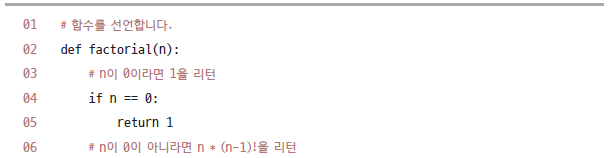 01 # 함수를 선언합니다.
02 def factorial(n):
03     # n이 0이라면 1을 리턴
04     if n == 0:
05         return 1
06     # n이 0이 아니라면 n * (n-1)!을 리턴